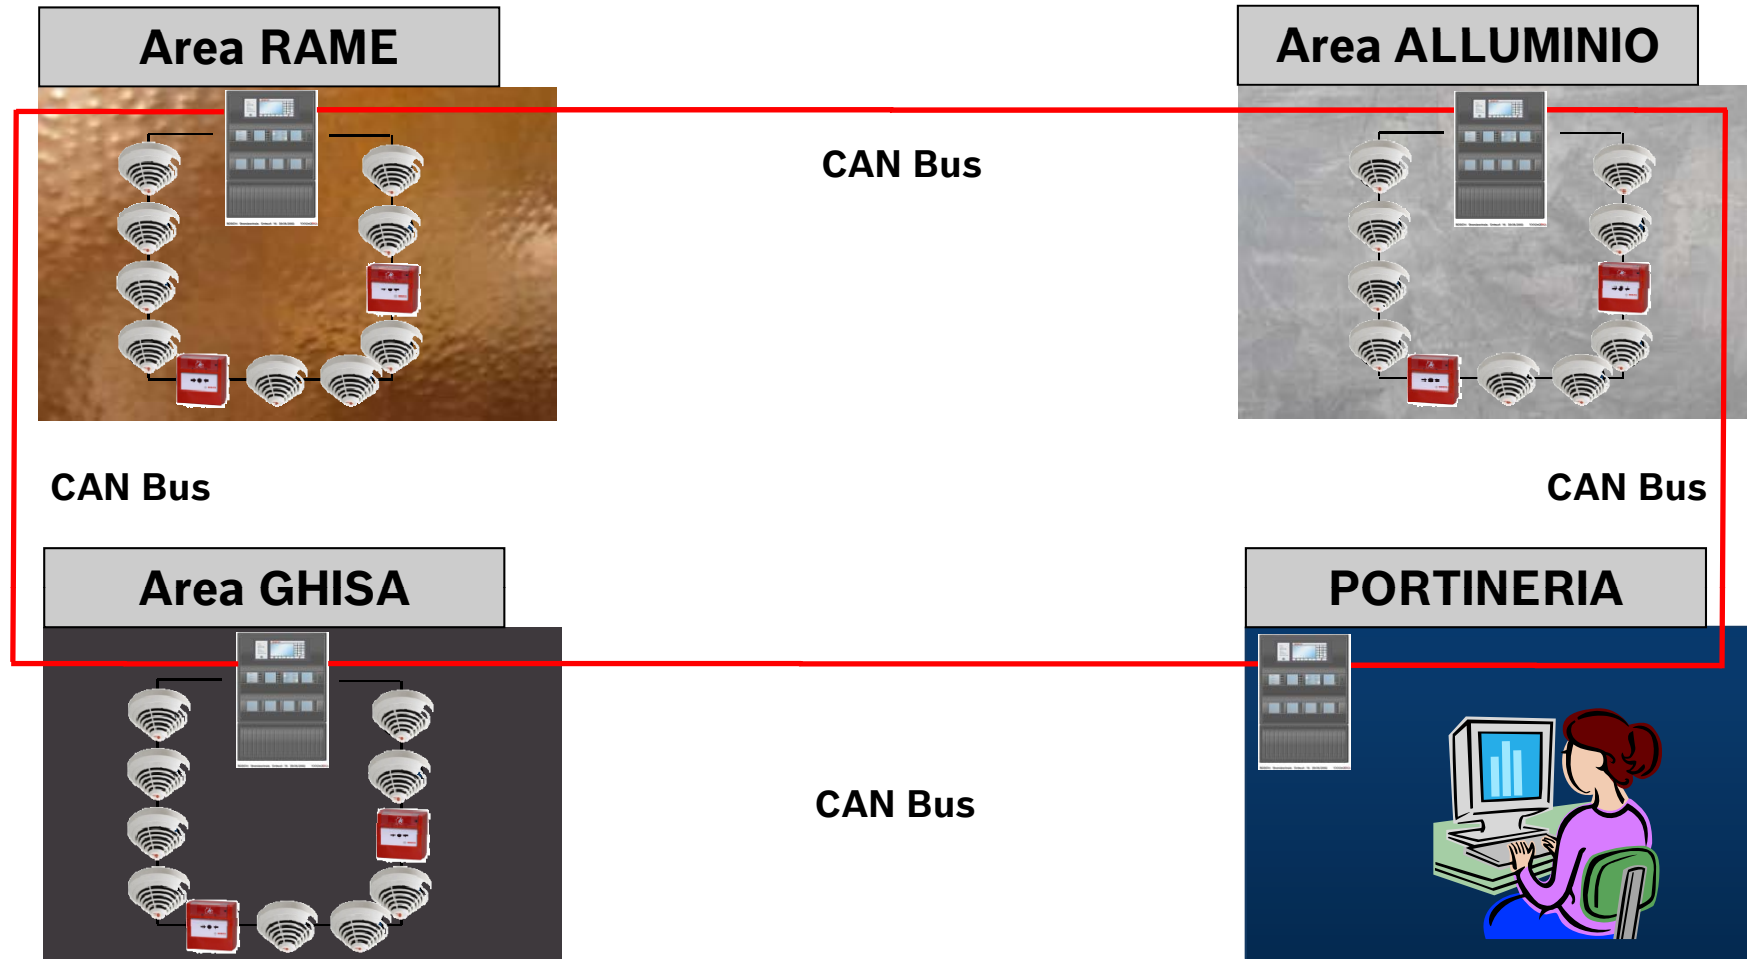 Area RAME
Area ALLUMINIO
CAN Bus
CAN Bus
CAN Bus
Area GHISA
PORTINERIA
CAN Bus